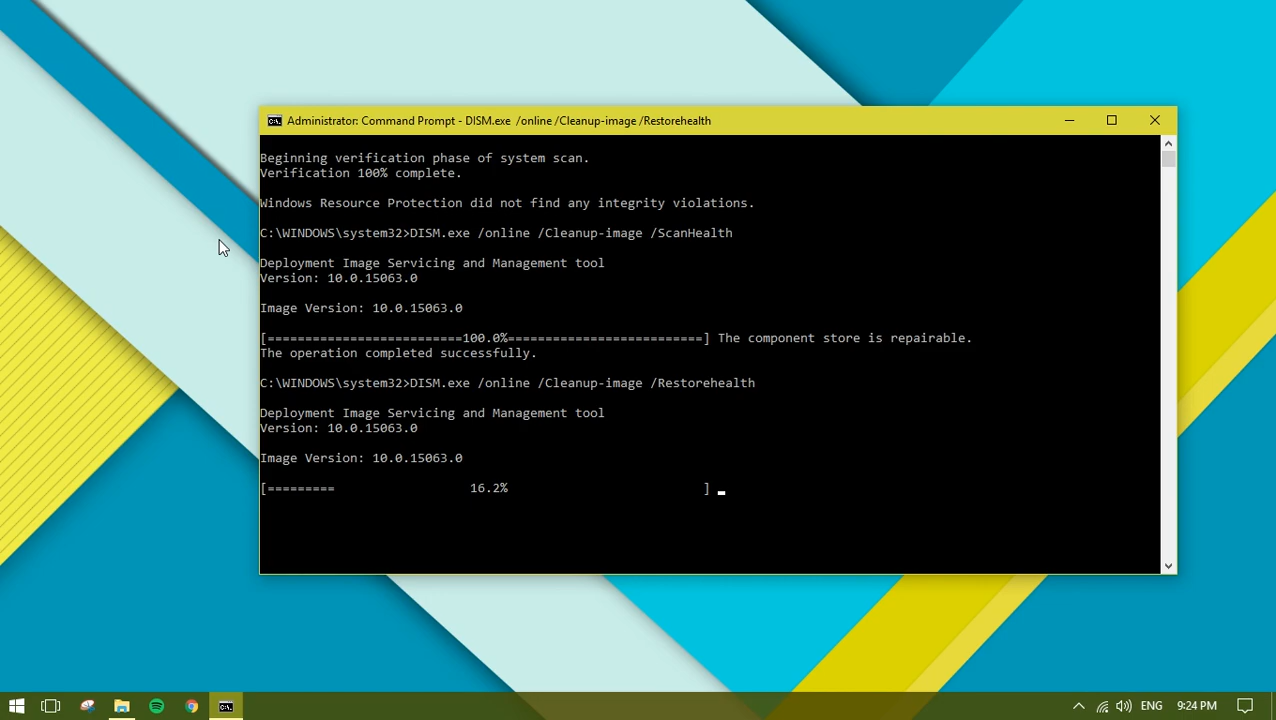 Administrator: Command Prompt - DISM.exe /online /Cleanup-image /Restorehealth
Beginning verification phase of system scan.
Verification 100% complete.
Windows Resource Protection did not find any integrity violations.
C:\WINDOWS\system32>DISM.exe /online /Cleanup-image /ScanHealth
Deployment Image Servicing and Management tool
Version: 10.0.15063.0
Image Version: 10.0.15063.0
[==========================100.0%==========================] The component store is repairable.
The operation completed successfully.
C:\WINDOWS\system32>DISM.exe /online /Cleanup-image /Restorehealth
Deployment Image Servicing and Management tool
Version: 10.0.15063.0
Image Version: 10.0.15063.0
[=========                  16.2%                          ]
ENG 9:24 PM